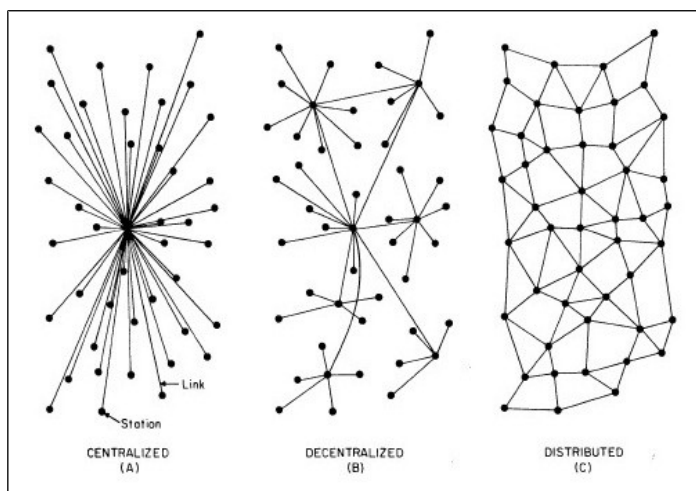 Link
Station
CENTRALIZED
(A)
DECENTRALIZED
(B)
DISTRIBUTED
(C)